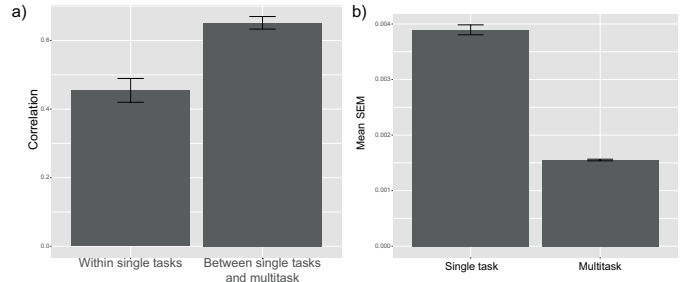 a)
Correlation
0.6
0.4
0.2
0.0
Within single tasks
Between single tasks
and multitask
b)
Mean SEM
0.004
0.003
0.002
0.001
0.000
Single task
Multitask